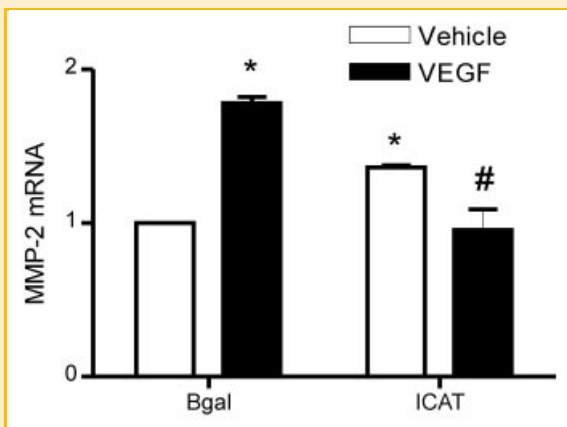 Vehicle
VEGF
MMP-2 mRNA
2
1
0
*
*
#
Bgal
ICAT